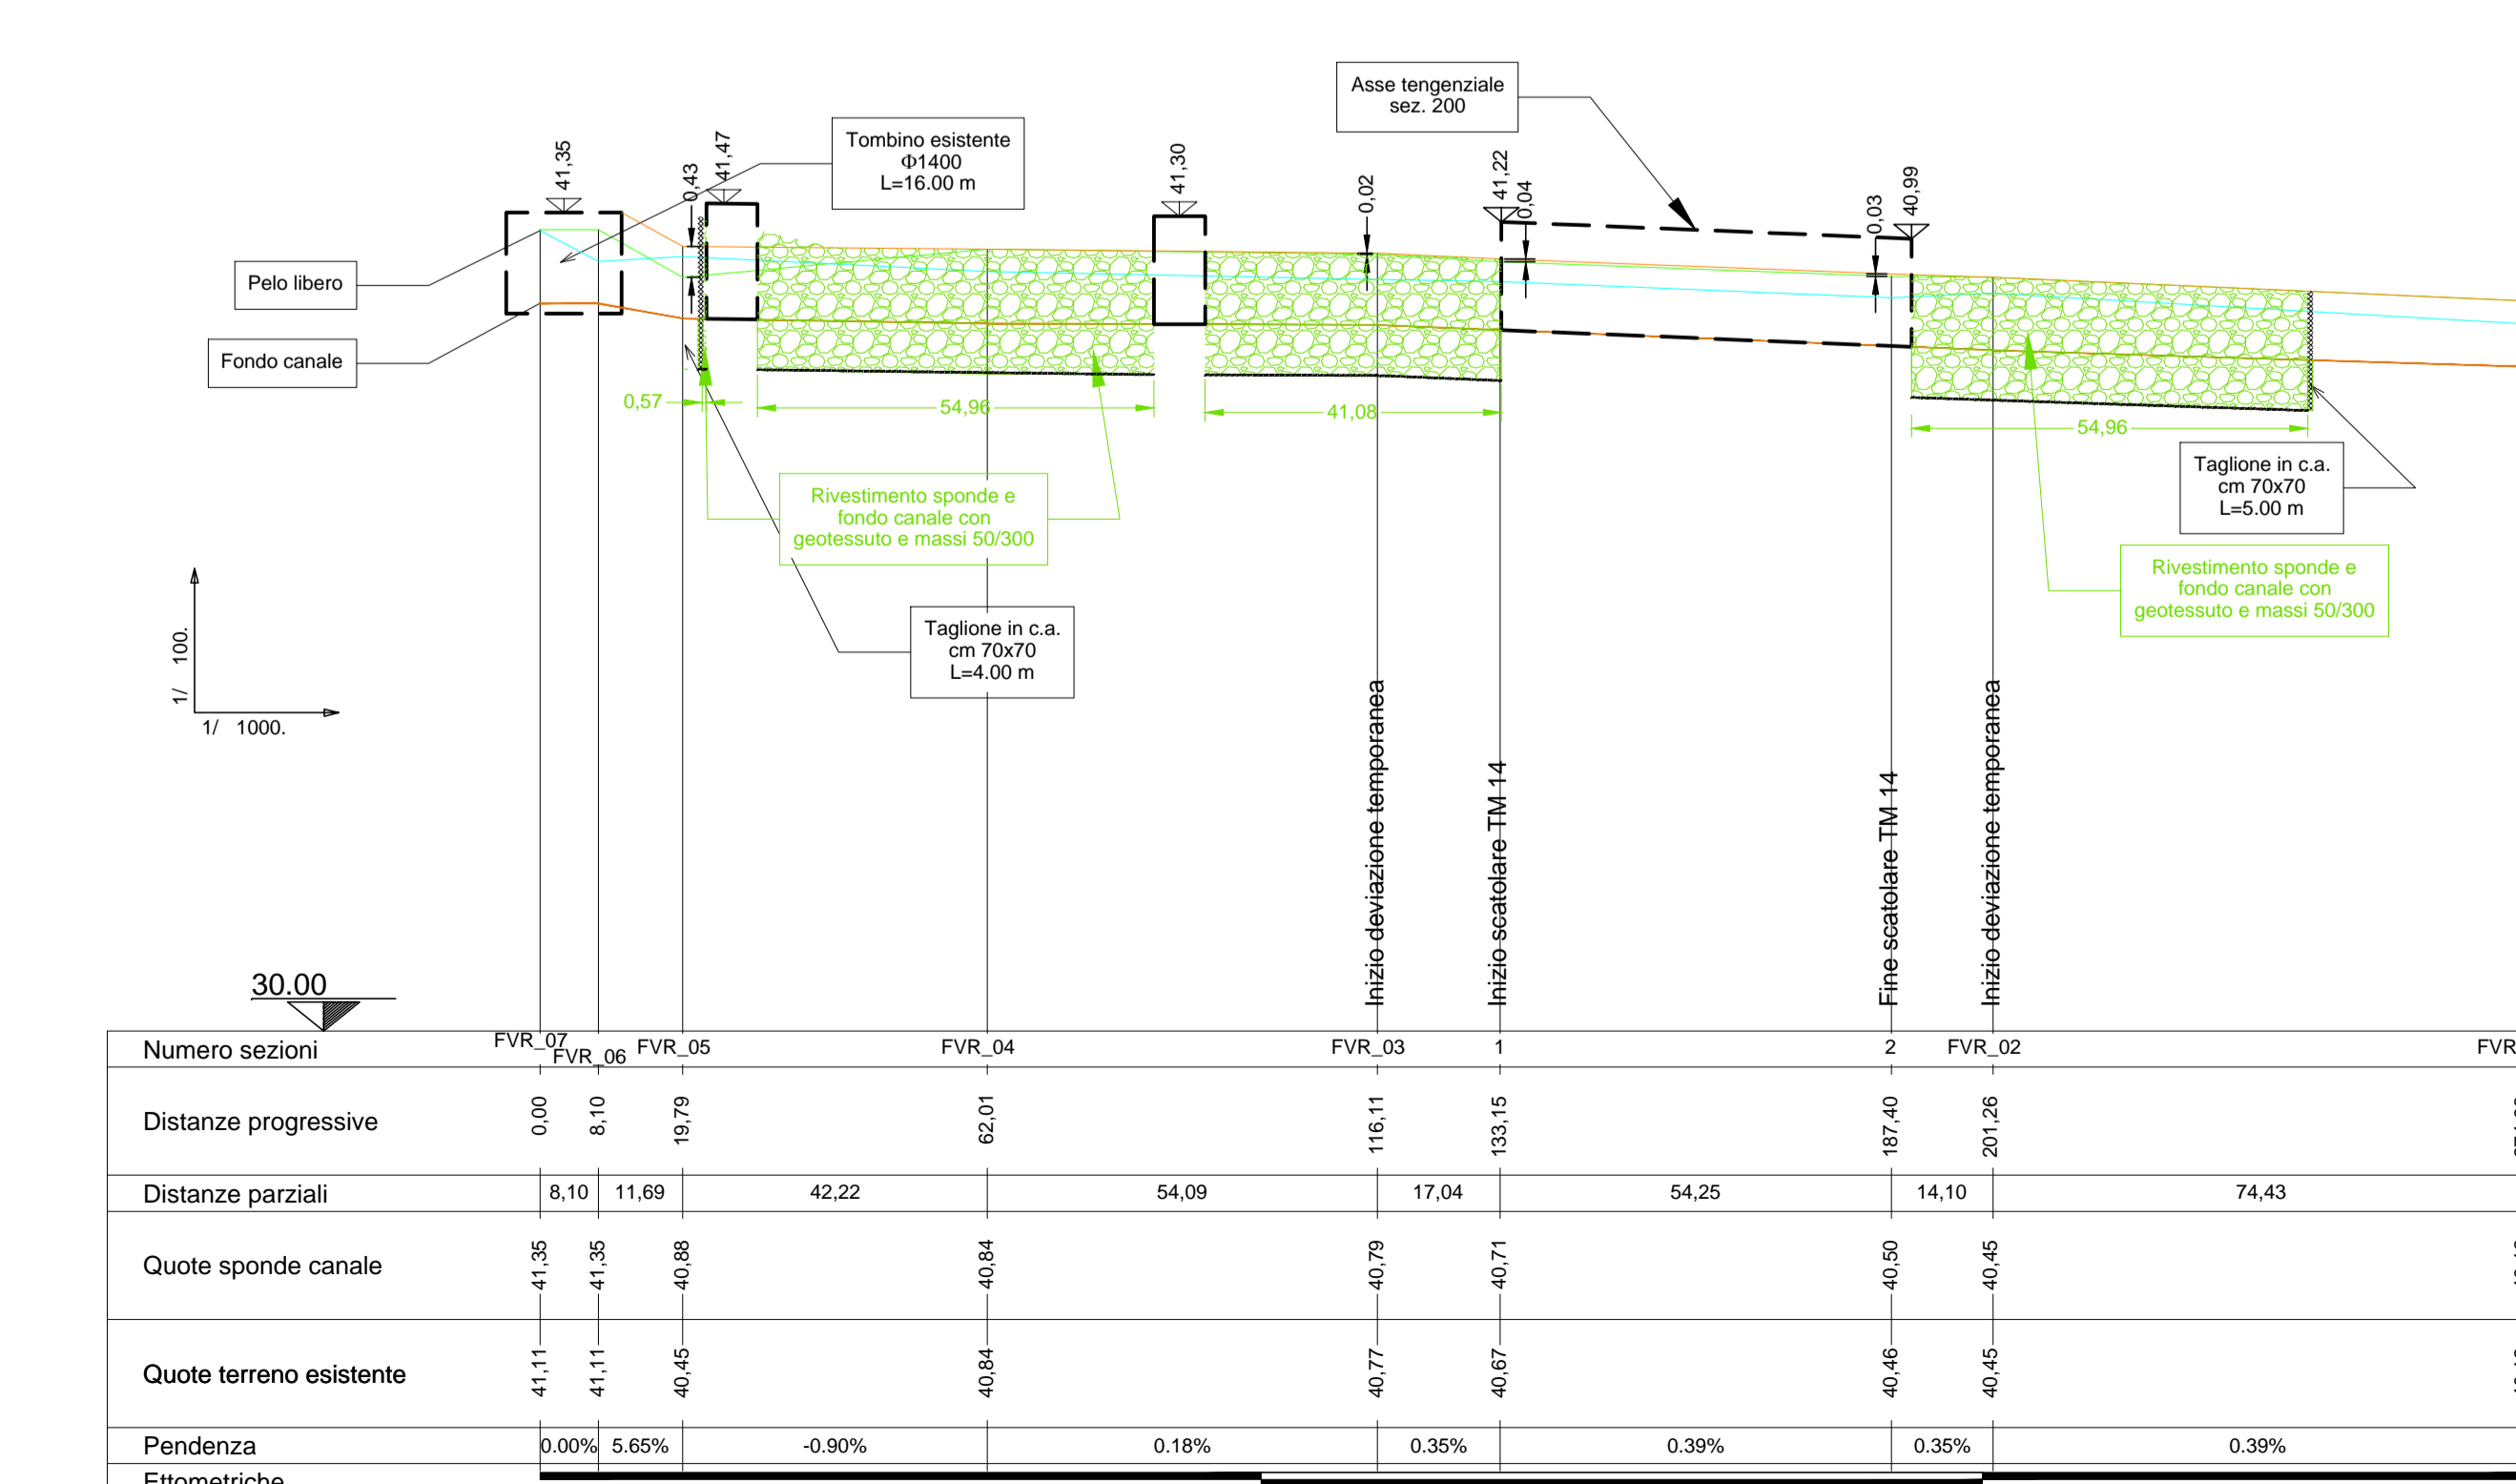 Asse tengenziale
sez. 200
Tombino esistente
Φ1400
L=16.00 m
41,35
0,43
41,47
41,30
0,02
41,22
0,04
0,03
40,99
Pelo libero
Fondo canale
0,57
54,96
41,08
54,96
Rivestimento sponde e
fondo canale con
geotessuto e massi 50/300
Taglione in c.a.
cm 70x70
L=5.00 m
Rivestimento sponde e
fondo canale con
geotessuto e massi 50/300
Taglione in c.a.
cm 70x70
L=4.00 m
1/ 100.
1/ 1000.
Inizio deviazione temporanea
Inizio scatolare TM 14
Fine scatolare TM 14
Inizio deviazione temporanea
30.00
Numero sezioni FVR_07 FVR_06 FVR_05 FVR_04 FVR_03 1 2 FVR_02 FVR
Distanze progressive 0,00 8,10 19,79 62,01 116,11 133,15 187,40 201,26
Distanze parziali 8,10 11,69 42,22 54,09 17,04 54,25 14,10 74,43
Quote sponde canale 41,35 41,35 40,88 40,84 40,79 40,71 40,50 40,45
Quote terreno esistente 41,11 41,11 40,45 40,84 40,77 40,67 40,46 40,45
Pendenza 0.00% 5.65% -0.90% 0.18% 0.35% 0.39% 0.35% 0.39%
Ettometriche